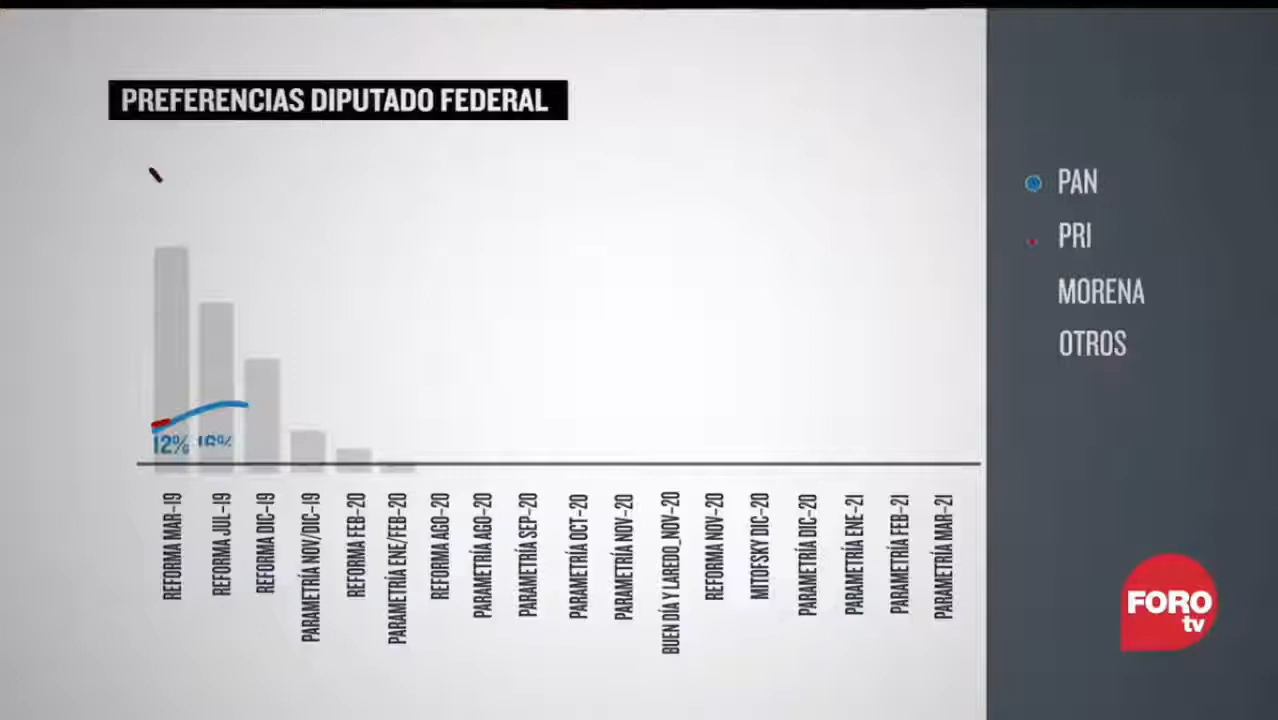 PREFERENCIAS DIPUTADO FEDERAL
PAN
PRI
MORENA
OTROS
12%
REFORMA MAR-19
REFORMA JUL-19
REFORMA DIC-19
PARAMETRÍA NOV/DIC-19
REFORMA FEB-20
PARAMETRÍA ENE/FEB-20
REFORMA AGO-20
PARAMETRÍA AGO-20
PARAMETRÍA SEP-20
PARAMETRÍA OCT-20
PARAMETRÍA NOV-20
BUEN DÍA Y LAREDO_NOV-20
REFORMA NOV-20
MITOFSKY DIC-20
PARAMETRÍA DIC-20
PARAMETRÍA ENE-21
PARAMETRÍA FEB-21
PARAMETRÍA MAR-21
FORO
tv